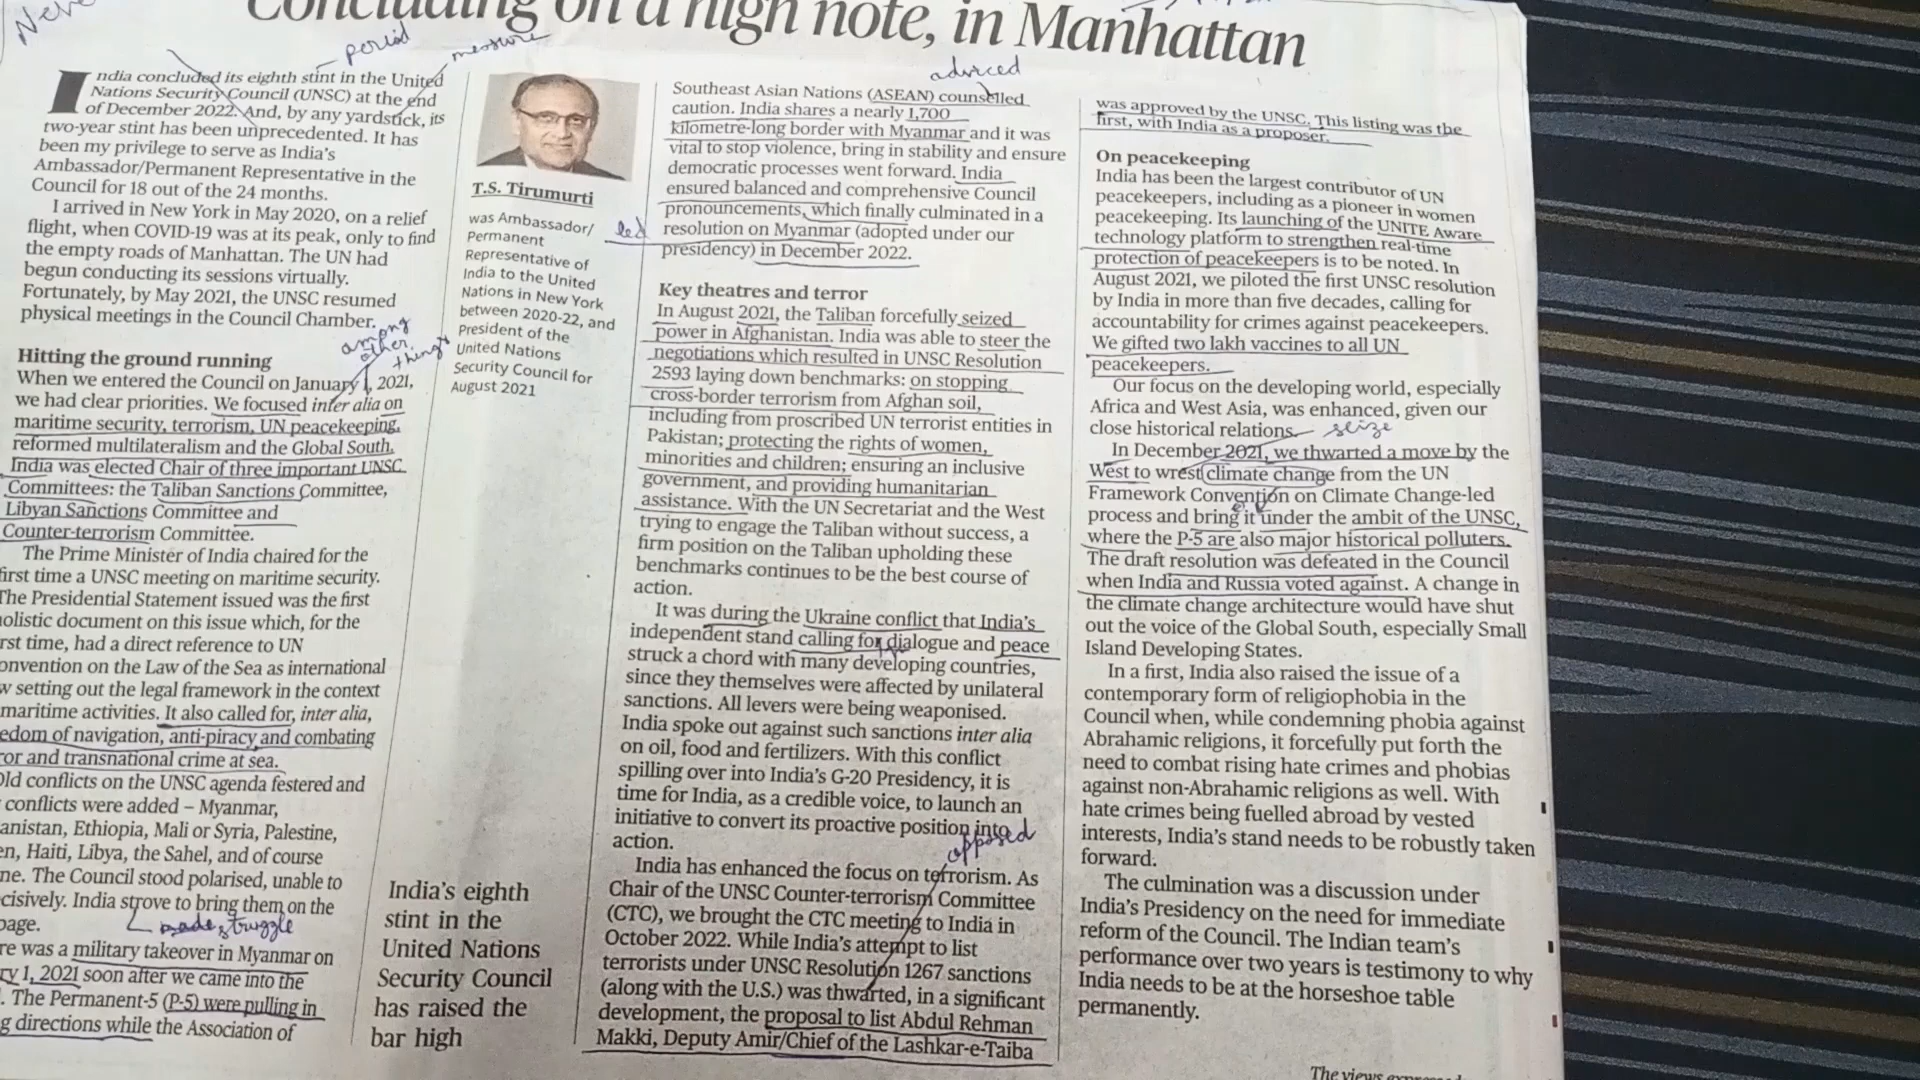 Concluding on a high note, in Manhattan
period
measure
India concluded its eighth stint in the United
Nations Security Council (UNSC) at the end
of December 2022. And, by any yardstick, its
two-year stint has been unprecedented. It has
been my privilege to serve as India's
Ambassador/Permanent Representative in the
Council for 18 out of the 24 months.
I arrived in New York in May 2020, on a relief
flight, when COVID-19 was at its peak, only to find
the empty roads of Manhattan. The UN had
begun conducting its sessions virtually.
Fortunately, by May 2021, the UNSC resumed
physical meetings in the Council Chamber.
among
other
things
Hitting the ground running
When we entered the Council on January 1, 2021,
we had clear priorities. We focused inter alia on
maritime security, terrorism, UN peacekeeping,
reformed multilateralism and the Global South.
India was elected Chair of three important UNSC
Committees: the Taliban Sanctions Committee,
Libyan Sanctions Committee and
Counter-terrorism Committee.
The Prime Minister of India chaired for the
first time a UNSC meeting on maritime security.
The Presidential Statement issued was the first
olistic document on this issue which, for the
rst time, had a direct reference to UN
onvention on the Law of the Sea as international
w setting out the legal framework in the context
maritime activities. It also called for, inter alia,
edom of navigation, anti-piracy and combating
or and transnational crime at sea.
Old conflicts on the UNSC agenda festered and
conflicts were added – Myanmar,
anistan, Ethiopia, Mali or Syria, Palestine,
en, Haiti, Libya, the Sahel, and of course
ne. The Council stood polarised, unable to
cisively. India strove to bring them on the
page.
made struggle
re was a military takeover in Myanmar on
ry 1, 2021 soon after we came into the
. The Permanent-5 (P-5) were pulling in
g directions while the Association of
T.S. Tirumurti
was Ambassador/
Permanent
Representative of
India to the United
Nations in New York
between 2020-22, and
President of the
United Nations
Security Council for
August 2021
India's eighth
stint in the
United Nations
Security Council
has raised the
bar high
adviced
Southeast Asian Nations (ASEAN) counselled
caution. India shares a nearly 1,700
kilometre-long border with Myanmar and it was
vital to stop violence, bring in stability and ensure
democratic processes went forward. India
ensured balanced and comprehensive Council
pronouncements, which finally culminated in a
led
resolution on Myanmar (adopted under our
presidency) in December 2022.
Key theatres and terror
In August 2021, the Taliban forcefully seized
power in Afghanistan. India was able to steer the
negotiations which resulted in UNSC Resolution
2593 laying down benchmarks: on stopping
cross-border terrorism from Afghan soil,
including from proscribed UN terrorist entities in
Pakistan; protecting the rights of women,
minorities and children; ensuring an inclusive
government, and providing humanitarian
assistance. With the UN Secretariat and the West
trying to engage the Taliban without success, a
firm position on the Taliban upholding these
benchmarks continues to be the best course of
action.
It was during the Ukraine conflict that India's
independent stand calling for dialogue and peace
struck a chord with many developing countries,
since they themselves were affected by unilateral
sanctions. All levers were being weaponised.
India spoke out against such sanctions inter alia
on oil, food and fertilizers. With this conflict
spilling over into India's G-20 Presidency, it is
time for India, as a credible voice, to launch an
initiative to convert its proactive position into
action.
opposed
India has enhanced the focus on terrorism. As
Chair of the UNSC Counter-terrorism Committee
(CTC), we brought the CTC meeting to India in
October 2022. While India's attempt to list
terrorists under UNSC Resolution 1267 sanctions
(along with the U.S.) was thwarted, in a significant
development, the proposal to list Abdul Rehman
Makki, Deputy Amir/Chief of the Lashkar-e-Taiba
was approved by the UNSC. This listing was the
first, with India as a proposer.
On peacekeeping
India has been the largest contributor of UN
peacekeepers, including as a pioneer in women
peacekeeping. Its launching of the UNITE Aware
technology platform to strengthen real-time
protection of peacekeepers is to be noted. In
August 2021, we piloted the first UNSC resolution
by India in more than five decades, calling for
accountability for crimes against peacekeepers.
We gifted two lakh vaccines to all UN
peacekeepers.
Our focus on the developing world, especially
Africa and West Asia, was enhanced, given our
close historical relations.
seize
In December 2021, we thwarted a move by the
West to wrest climate change from the UN
Framework Convention on Climate Change-led
process and bring it under the ambit of the UNSC,
where the P-5 are also major historical polluters.
The draft resolution was defeated in the Council
when India and Russia voted against. A change in
the climate change architecture would have shut
out the voice of the Global South, especially Small
Island Developing States.
In a first, India also raised the issue of a
contemporary form of religiophobia in the
Council when, while condemning phobia against
Abrahamic religions, it forcefully put forth the
need to combat rising hate crimes and phobias
against non-Abrahamic religions as well. With
hate crimes being fuelled abroad by vested
interests, India's stand needs to be robustly taken
forward.
The culmination was a discussion under
India's Presidency on the need for immediate
reform of the Council. The Indian team's
performance over two years is testimony to why
India needs to be at the horseshoe table
permanently.
The views expressed